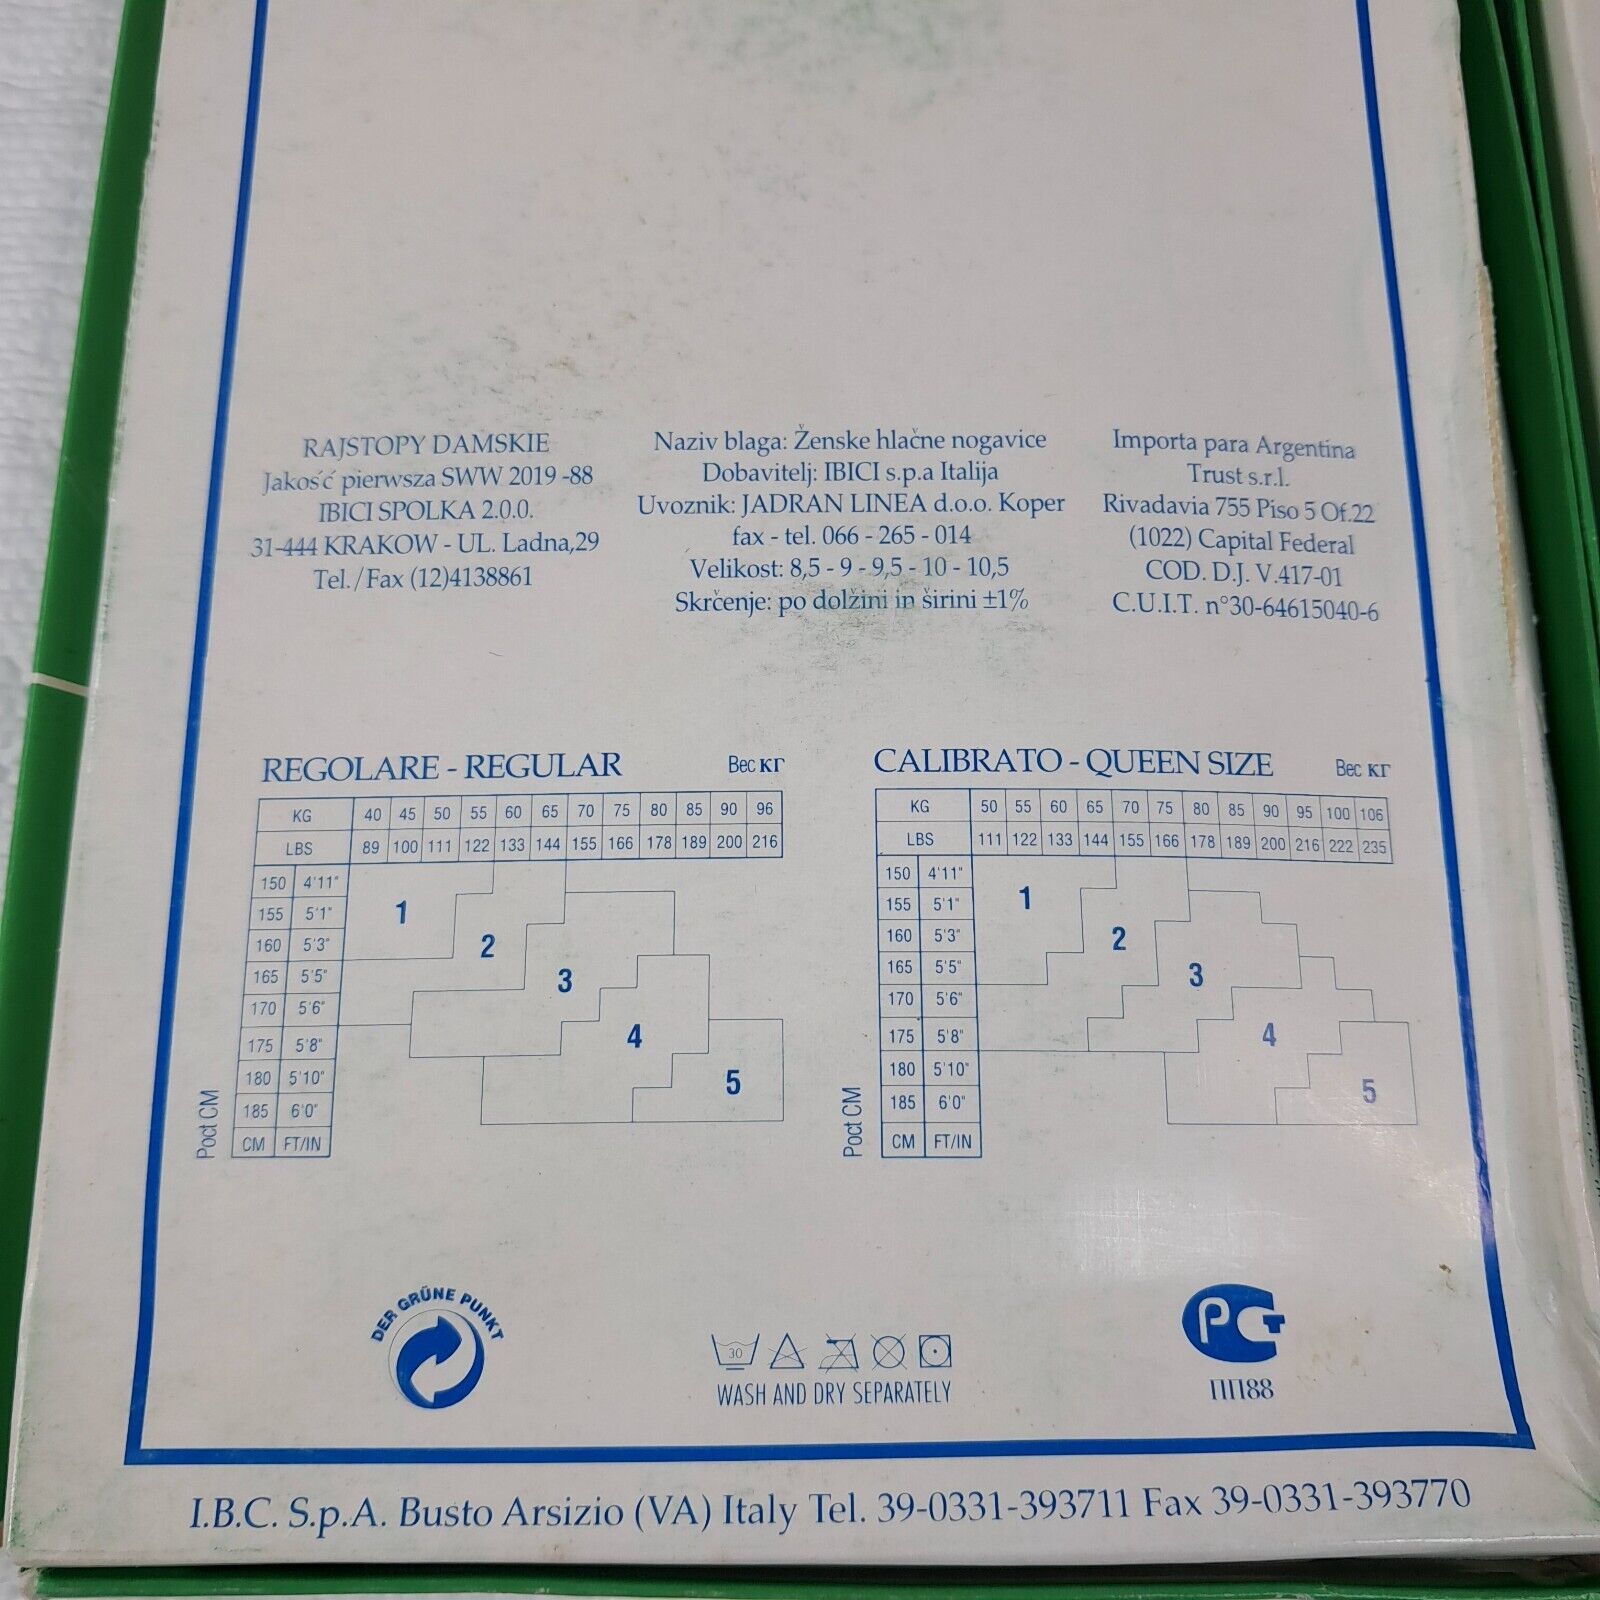 RAJSTOPY DAMSKIE
Jakość pierwsza SWW 2019 -88
IBICI SPOLKA 2.0.0.
31-444 KRAKOW - UL. Ladna,29
Tel./Fax (12)4138861
Naziv blaga: Ženske hlačne nogavice
Dobavitelj: IBICI s.p.a Italija
Uvoznik: JADRAN LINEA d.o.o. Koper
fax - tel. 066 - 265 - 014
Velikost: 8,5 - 9 - 9,5 - 10 - 10,5
Skrčenje: po dolžini in širini ±1%
Importa para Argentina
Trust s.r.l.
Rivadavia 755 Piso 5 Of.22
(1022) Capital Federal
COD. D.J. V.417-01
C.U.I.T. n°30-64615040-6
REGOLARE - REGULAR Вес кг
KG 40 45 50 55 60 65 70 75 80 85 90 96
LBS 89 100 111 122 133 144 155 166 178 189 200 216
150 4'11"
155 5'1" 1
160 5'3" 2
165 5'5" 3
170 5'6"
175 5'8" 4
180 5'10" 5
185 6'0"
CM FT/IN
Рост СМ
CALIBRATO - QUEEN SIZE Вес кг
KG 50 55 60 65 70 75 80 85 90 95 100 106
LBS 111 122 133 144 155 166 178 189 200 216 222 235
150 4'11" 1
155 5'1"
160 5'3" 2
165 5'5" 3
170 5'6"
175 5'8" 4
180 5'10"
185 6'0" 5
CM FT/IN
Рост СМ
DER GRÜNE PUNKT
30
WASH AND DRY SEPARATELY
РСТ
ПП88
I.B.C. S.p.A. Busto Arsizio (VA) Italy Tel. 39-0331-393711 Fax 39-0331-393770